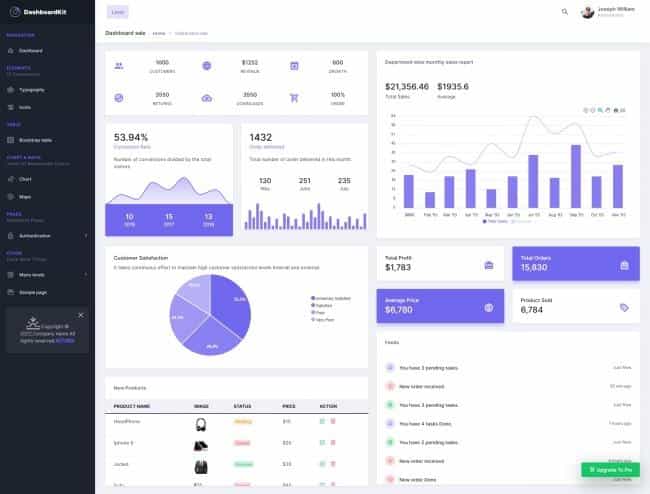 DashboardKit
NAVIGATION
Dashboard
ELEMENTS
UI Components
Typography
Icons
TABLE
Bootstrap table
CHART & MAPS
Chart
Maps
PAGES
Authentication
OTHER
Menu levels
Sample page
Copyright ©
Company name All
rights reserved
Level
Joseph William
Dashboard sale
Home
Dashboard sale
1600
CUSTOMERS
$1252
REVENUE
600
GROWTH
3550
RETURNS
3550
DOWNLOADS
100%
ORDER
53.94%
Conversion Rate
Number of conversions divided by the total
visitors.
10
2018
15
2017
13
2016
1432
Order delivered
Total number of order delivered in this month.
130
May
251
June
235
July
Department wise monthly sales report
$21,356.46
Total Sales
$1935.6
Average
Customer Satisfaction
It takes continuous effort to maintain high customer satisfaction levels Internal and external.
extremely Satisfied
Satisfied
Poor
Very Poor
Total Profit
$1,783
Total Orders
15,830
Average Price
$6,780
Product Sold
6,784
Feeds
You have 3 pending tasks.
Just Now
New order received
You have 3 pending tasks.
Just Now
You have 4 tasks Done.
1 hours ago
You have 2 pending tasks.
Just Now
New order received
4 hours ago
New order Done
Just Now
Upgrade To Pro
New Products
PRODUCT NAME IMAGE STATUS PRICE ACTION
HeadPhone
Pending
$10
Iphone 6
$20
Jacket
$35
Sofa